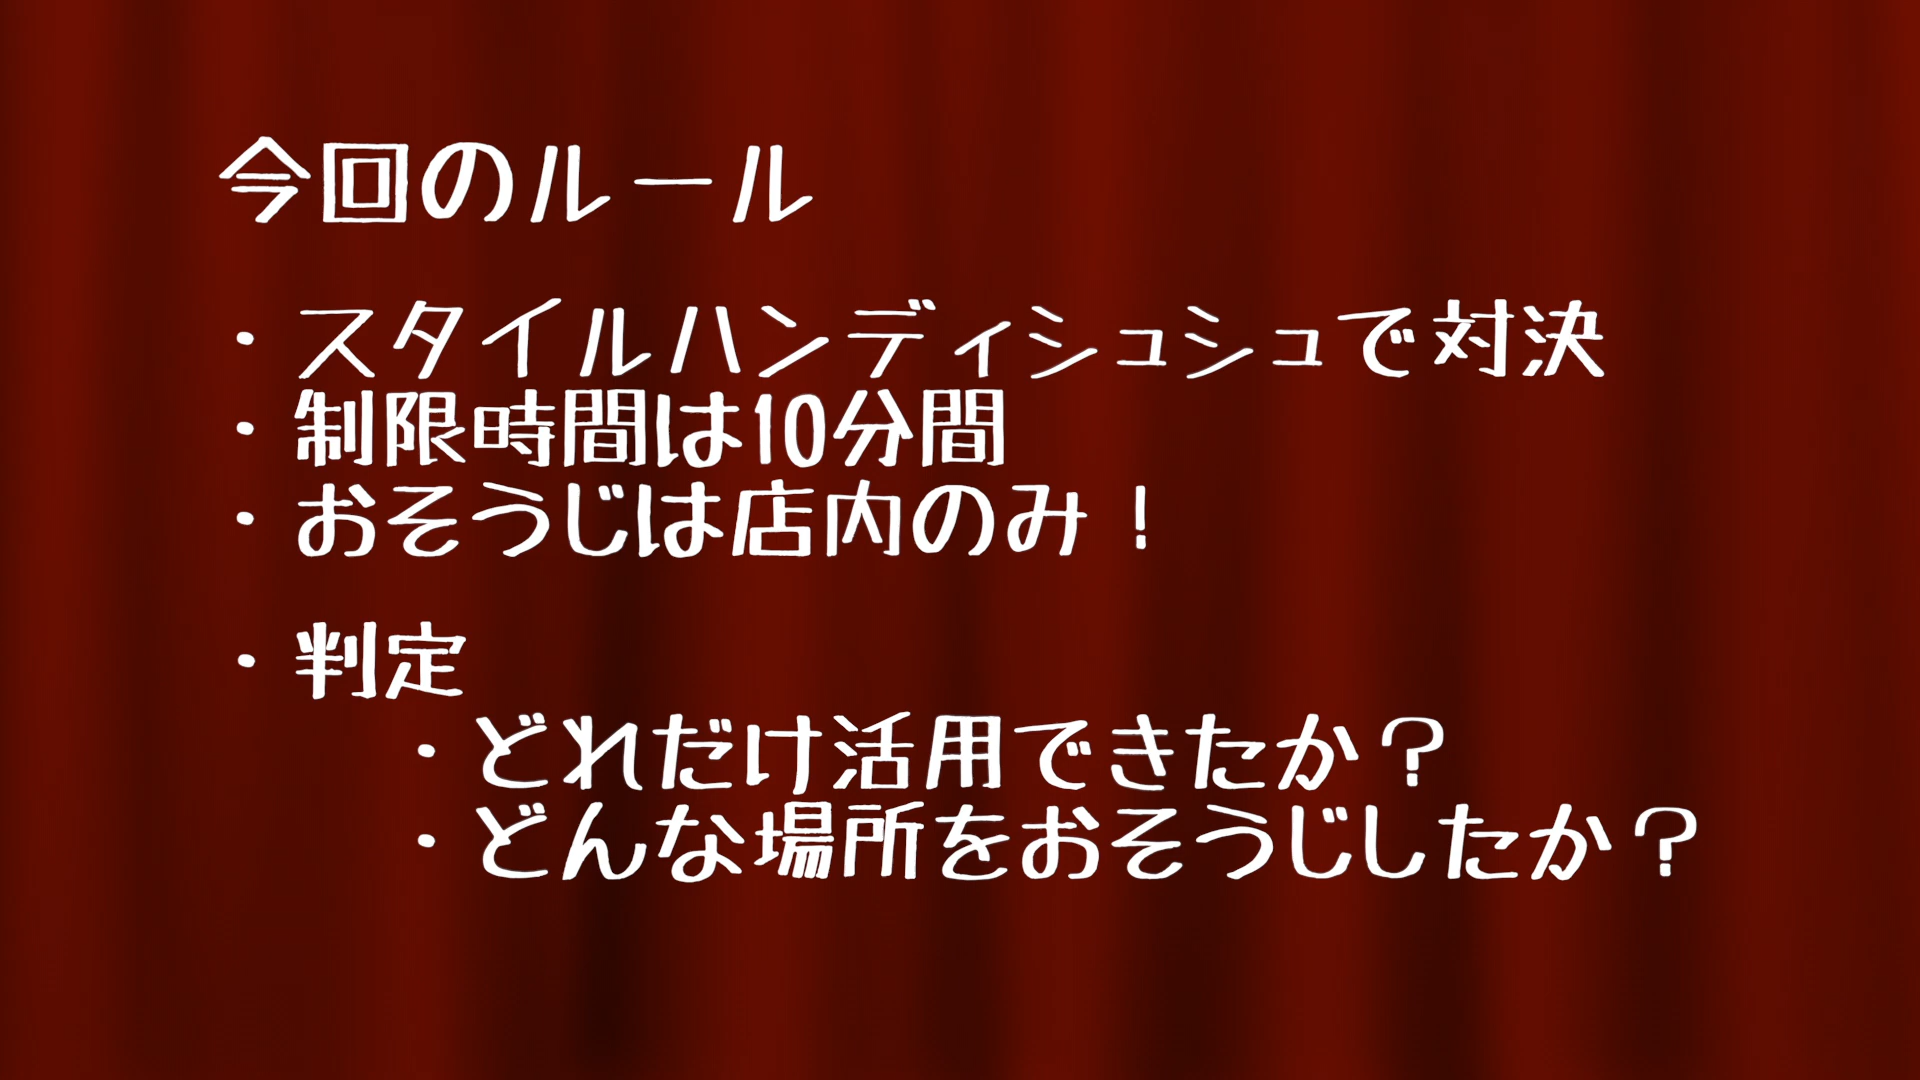 今回のルール
・スタイルハンディシュシュで対決
・制限時間は10分間
・おそうじは店内のみ！
・判定
・どれだけ活用できたか？
・どんな場所をおそうじしたか？